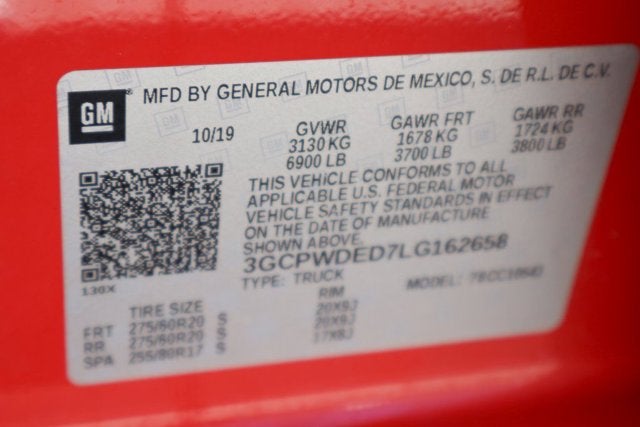 GM
MFD BY GENERAL MOTORS DE MEXICO, S. DE R.L. DE C.V.
10/19
GVWR GAWR FRT GAWR RR
3130 KG 1678 KG 1724 KG
6900 LB 3700 LB 3800 LB
THIS VEHICLE CONFORMS TO ALL
APPLICABLE U.S. FEDERAL MOTOR
VEHICLE SAFETY STANDARDS IN EFFECT
ON THE DATE OF MANUFACTURE
SHOWN ABOVE.
3GCPWDED7LG162658
TYPE: TRUCK MODEL:
130X
TIRE SIZE RIM
FRT 275/60R20 S 20X9J
RR 275/60R20 S 20X9J
SPA 255/80R17 S 17X8J